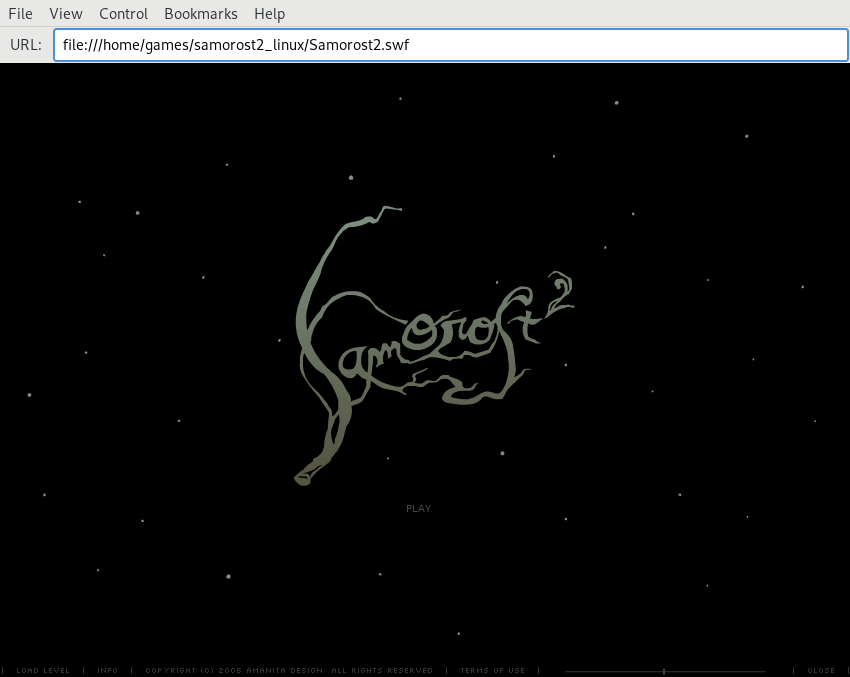 File View Control Bookmarks Help
URL: file:///home/games/samorost2_linux/Samorost2.swf
Samorost 2
PLAY
| LOAD LEVEL | INFO | COPYRIGHT (C) 2005 AMANITA DESIGN ALL RIGHTS RESERVED | TERMS OF USE | | CLOSE |